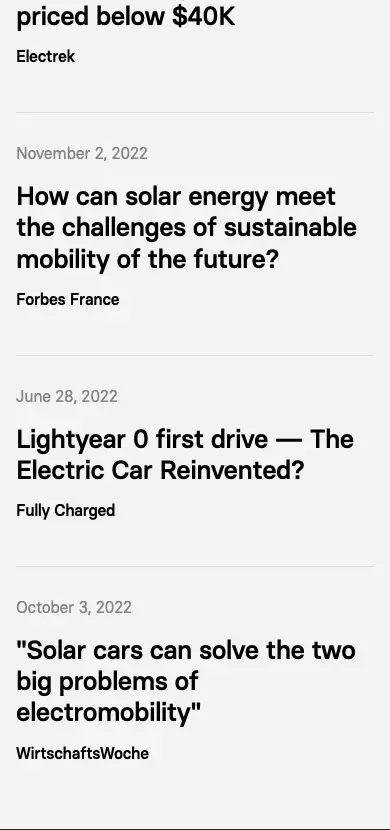 priced below $40K
Electrek
November 2, 2022
How can solar energy meet
the challenges of sustainable
mobility of the future?
Forbes France
June 28, 2022
Lightyear 0 first drive — The
Electric Car Reinvented?
Fully Charged
October 3, 2022
"Solar cars can solve the two
big problems of
electromobility"
WirtschaftsWoche